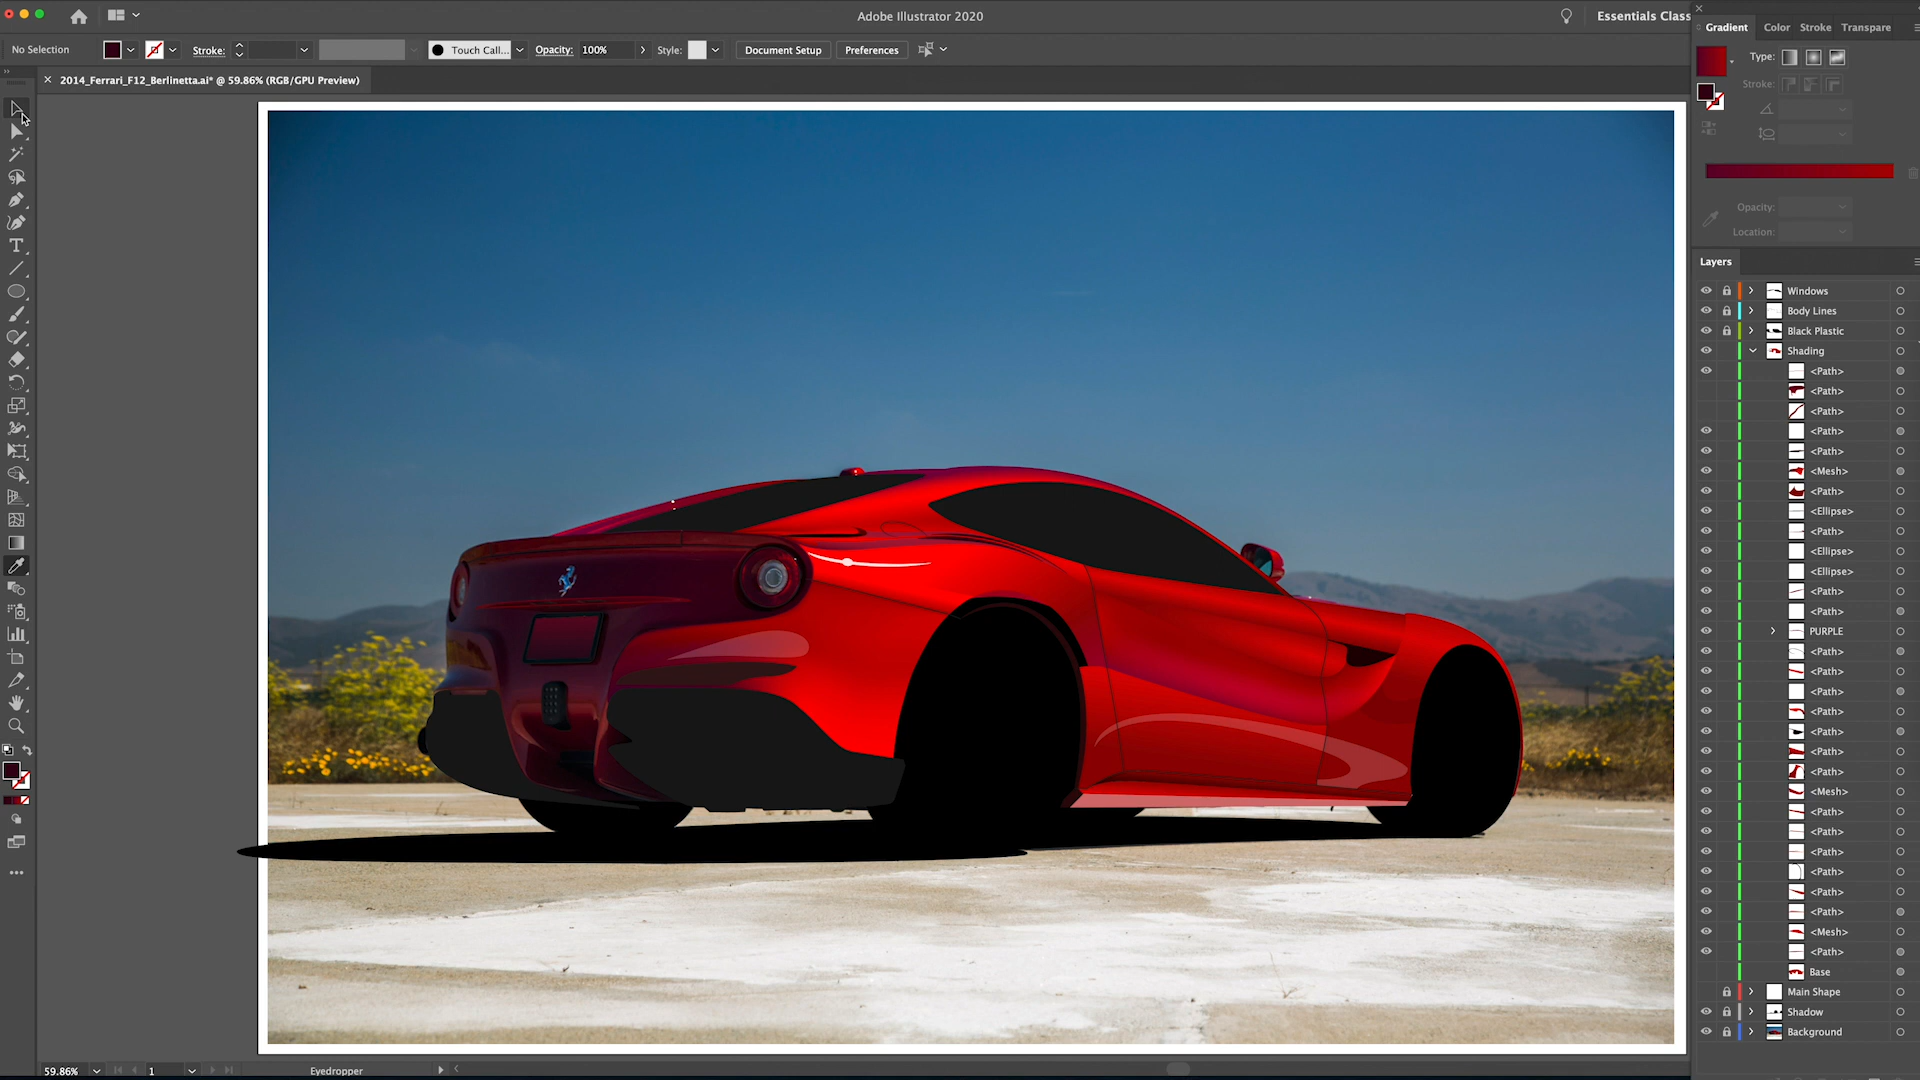 Adobe Illustrator 2020
Essentials Class
No Selection
Stroke:
Touch Call...
Opacity: 100%
Style:
Document Setup
Preferences
2014_Ferrari_F12_Berlinetta.ai* @ 59.86% (RGB/GPU Preview)
Gradient
Color
Stroke
Transpare
Type:
Stroke:
Opacity:
Location:
Layers
Windows
Body Lines
Black Plastic
Shading
<Path>
<Path>
<Path>
<Path>
<Path>
<Mesh>
<Path>
<Ellipse>
<Path>
<Ellipse>
<Ellipse>
<Path>
<Path>
PURPLE
<Path>
<Path>
<Path>
<Path>
<Path>
<Path>
<Path>
<Mesh>
<Path>
<Path>
<Path>
<Path>
<Path>
<Path>
<Mesh>
<Path>
Base
Main Shape
Shadow
Background
59.86%
1
Eyedropper